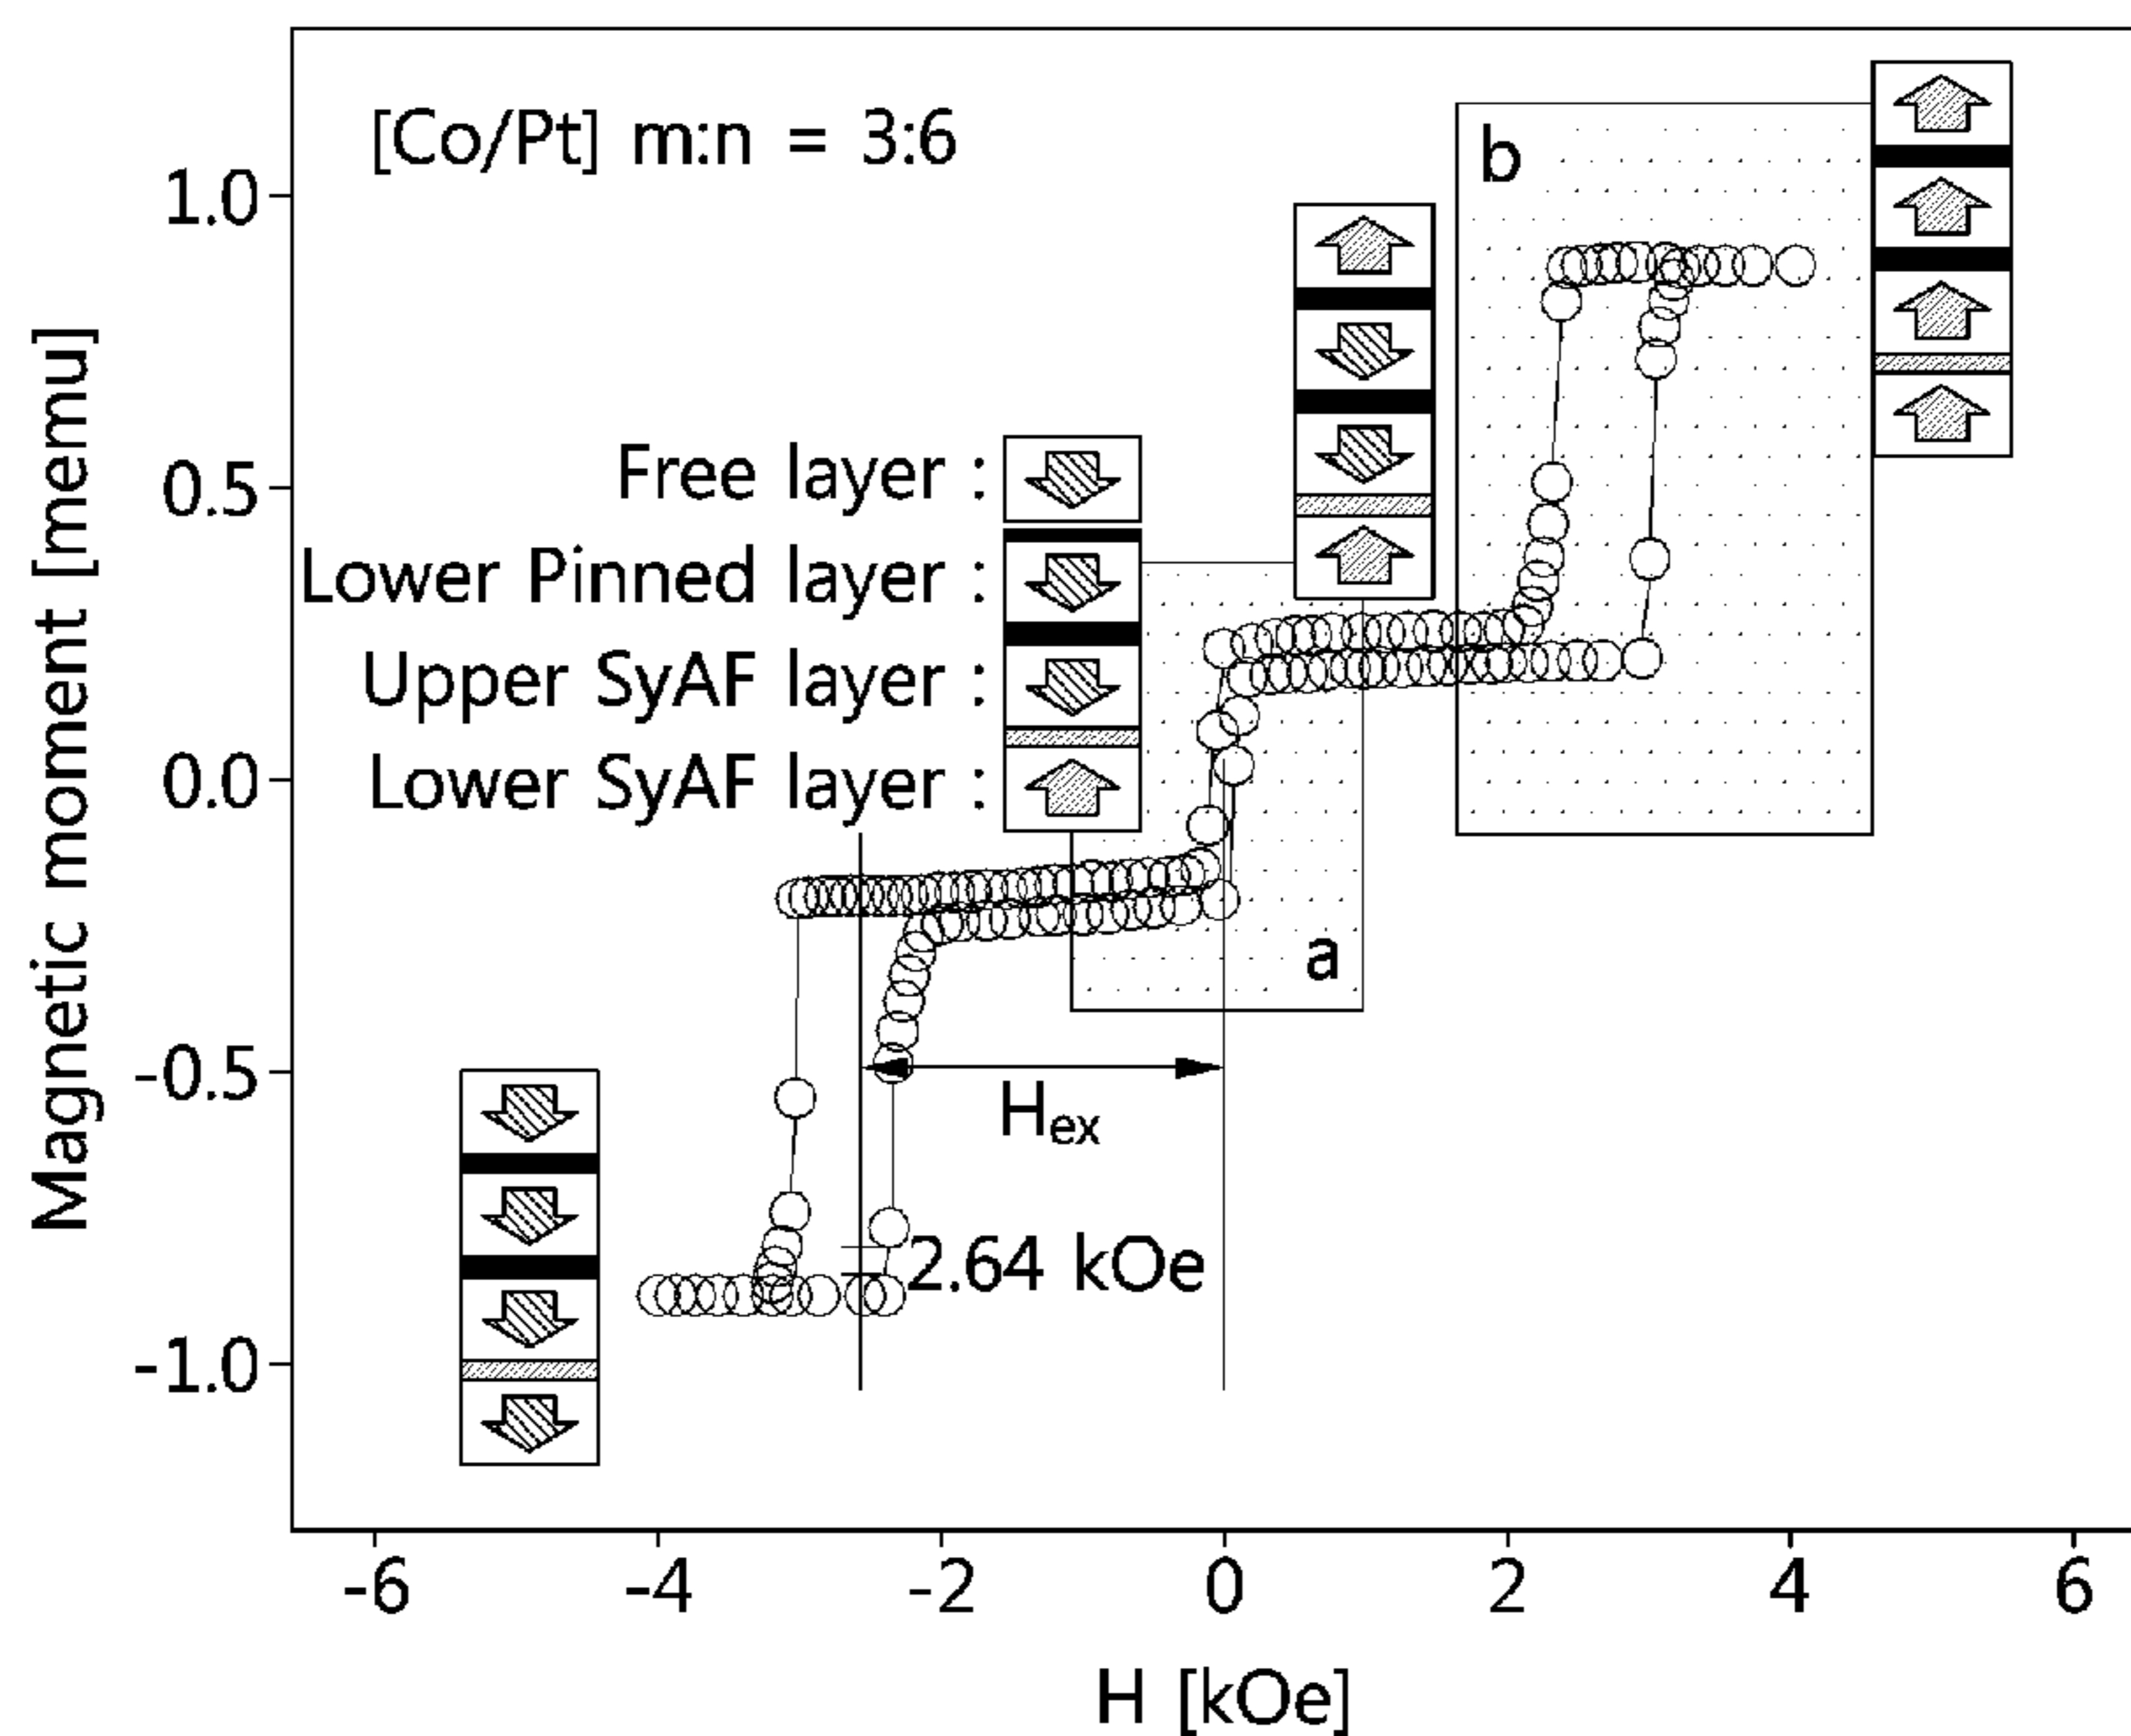 [Co/Pt] m:n = 3:6
b
1.0
0.5
0.0
-0.5
-1.0
Magnetic moment [memu]
Free layer :
Lower Pinned layer :
Upper SyAF layer :
Lower SyAF layer :
a
Hex
2.64 kOe
-6 -4 -2 0 2 4 6
H [kOe]